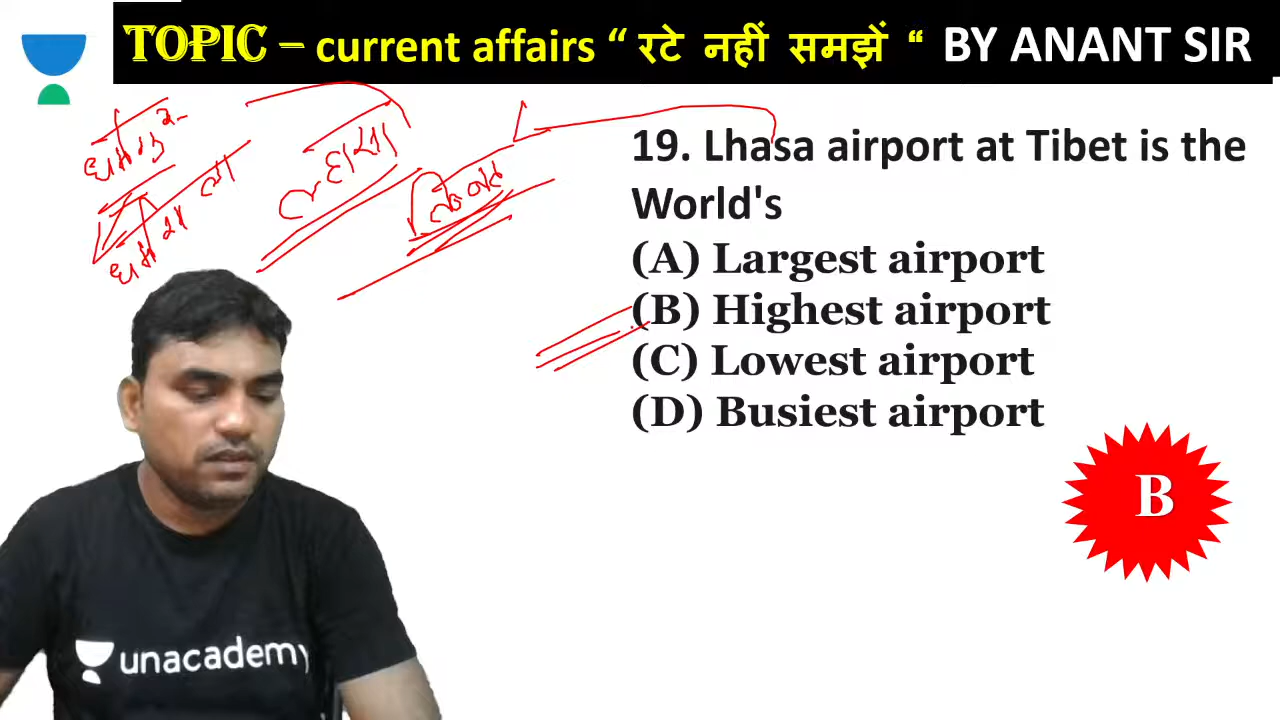 TOPIC – current affairs “ रटे नहीं समझें “ BY ANANT SIR
ल्हासा
तिब्बत
19. Lhasa airport at Tibet is the
World's
(A) Largest airport
(B) Highest airport
(C) Lowest airport
(D) Busiest airport
B
unacademy